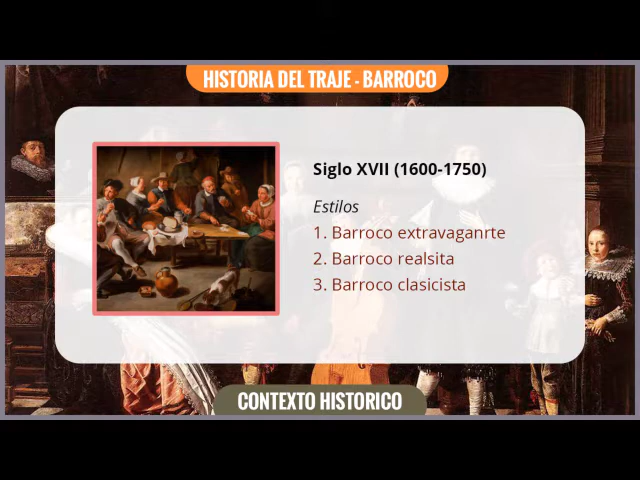 HISTORIA DEL TRAJE - BARROCO
Siglo XVII (1600-1750)
Estilos
1. Barroco extravaganrte
2. Barroco realsita
3. Barroco clasicista
CONTEXTO HISTORICO